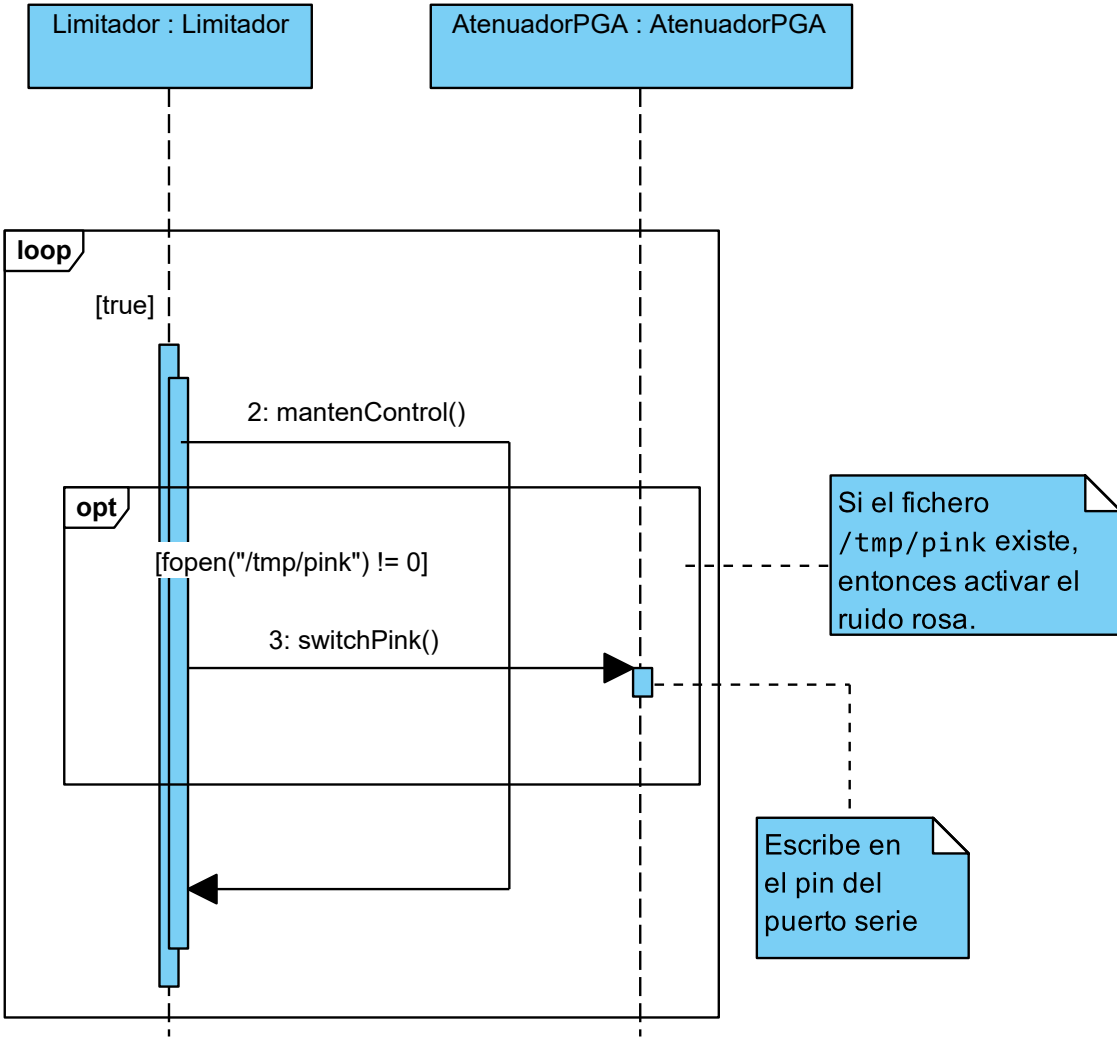 Limitador : Limitador
AtenuadorPGA : AtenuadorPGA
loop
[true]
2: mantenControl()
opt
[fopen("/tmp/pink") != 0]
Si el fichero
/tmp/pink existe,
entonces activar el
ruido rosa.
3: switchPink()
Escribe en
el pin del
puerto serie